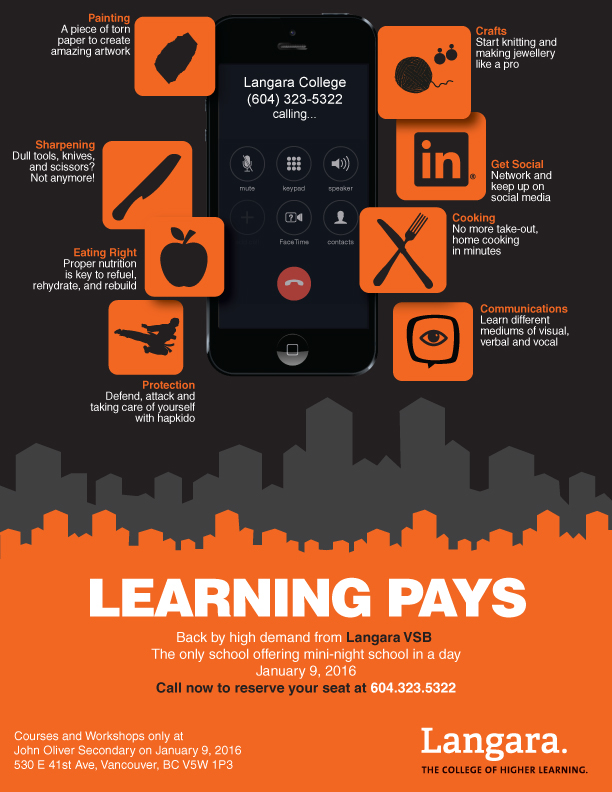 Painting
A piece of torn
paper to create
amazing artwork
Crafts
Start knitting and
making jewellery
like a pro
Langara College
(604) 323-5322
calling...
mute
keypad
speaker
FaceTime
contacts
Sharpening
Dull tools, knives,
and scissors?
Not anymore!
in®
Get Social
Network and
keep up on
social media
Cooking
No more take-out,
home cooking
in minutes
Eating Right
Proper nutrition
is key to refuel,
rehydrate, and rebuild
Communications
Learn different
mediums of visual,
verbal and vocal
Protection
Defend, attack and
taking care of yourself
with hapkido
LEARNING PAYS
Back by high demand from Langara VSB
The only school offering mini-night school in a day
January 9, 2016
Call now to reserve your seat at 604.323.5322
Courses and Workshops only at
John Oliver Secondary on January 9, 2016
530 E 41st Ave, Vancouver, BC V5W 1P3
Langara.
THE COLLEGE OF HIGHER LEARNING.